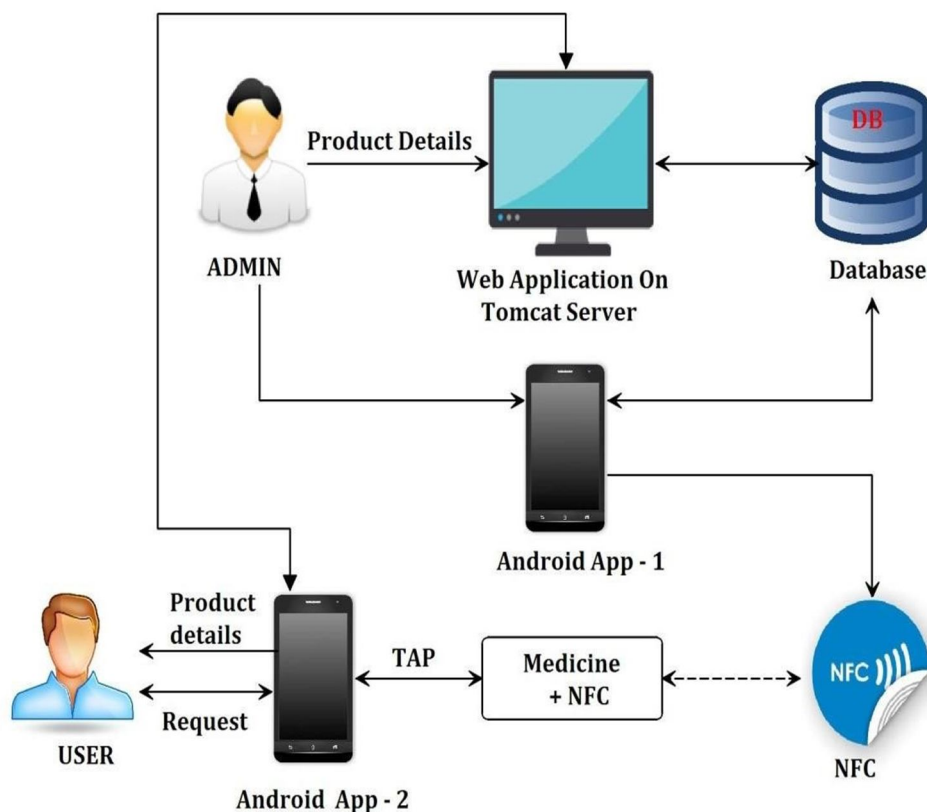 Product Details
DB
ADMIN
Web Application On
Tomcat Server
Database
Android App - 1
Product
details
TAP
Medicine
+ NFC
NFC
Request
USER
NFC
Android App - 2